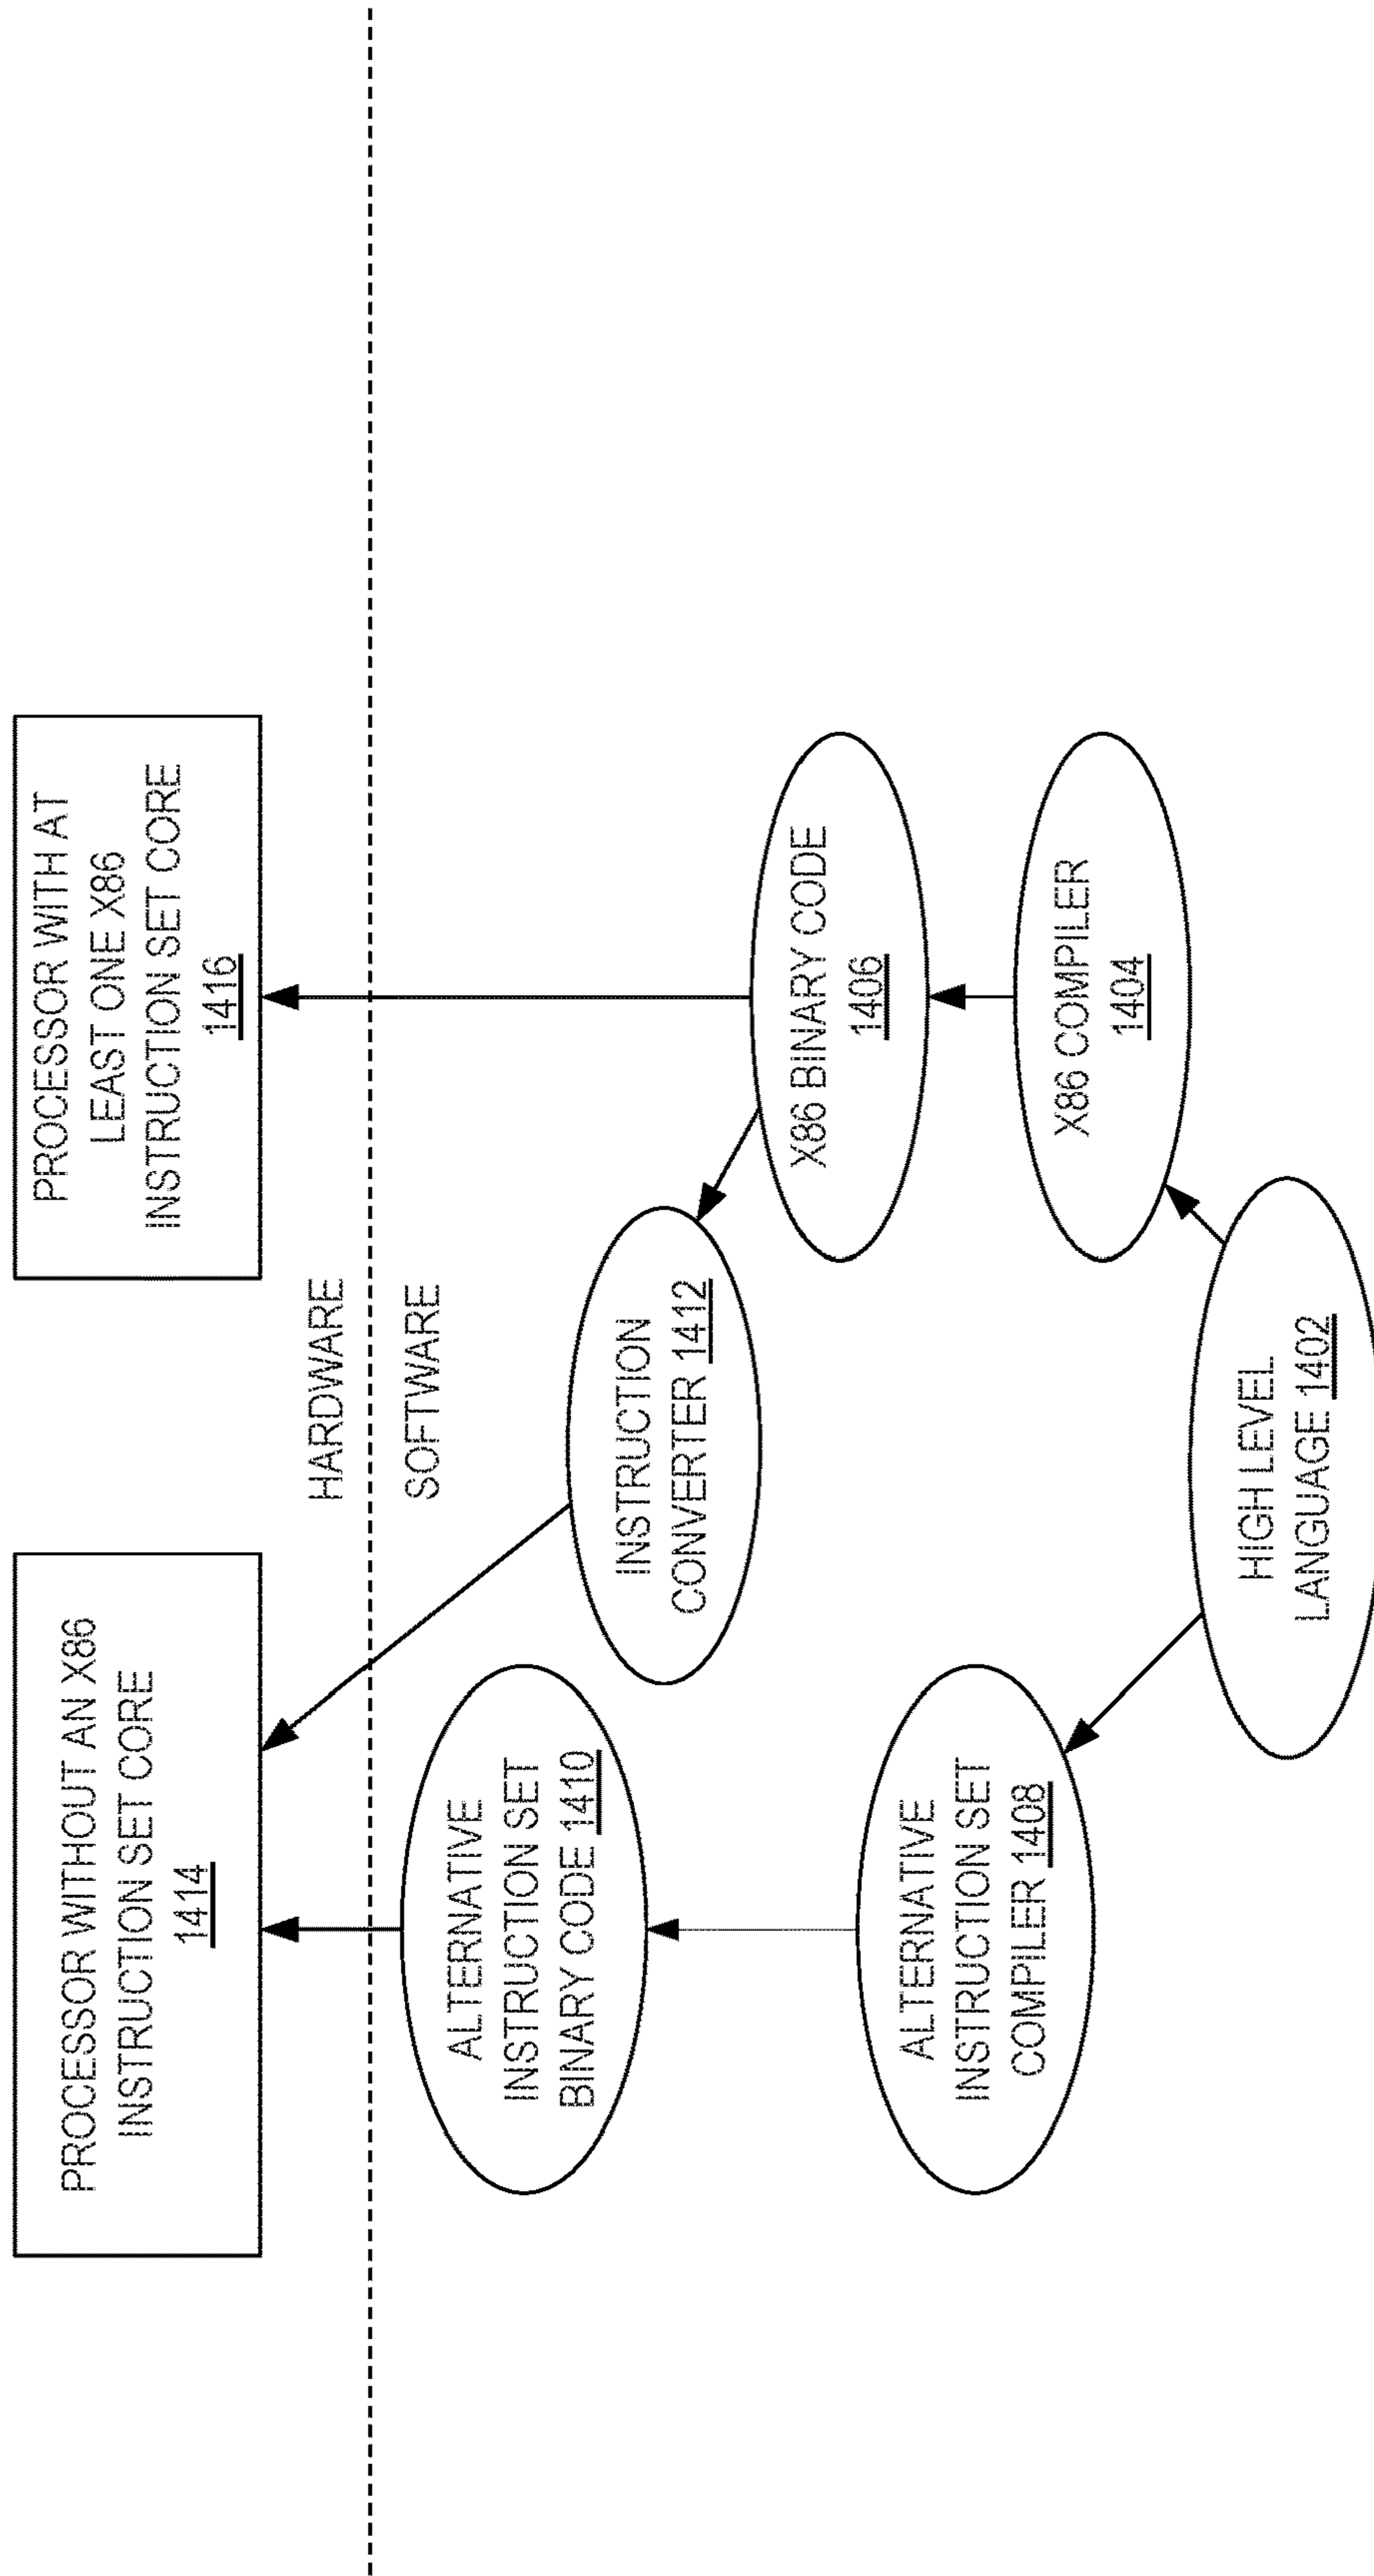 PROCESSOR WITHOUT AN X86
INSTRUCTION SET CORE
1414
PROCESSOR WITH AT
LEAST ONE X86
INSTRUCTION SET CORE
1416
HARDWARE
SOFTWARE
ALTERNATIVE
INSTRUCTION SET
BINARY CODE 1410
INSTRUCTION
CONVERTER 1412
X86 BINARY CODE
1406
ALTERNATIVE
INSTRUCTION SET
COMPILER 1408
X86 COMPILER
1404
HIGH LEVEL
LANGUAGE 1402